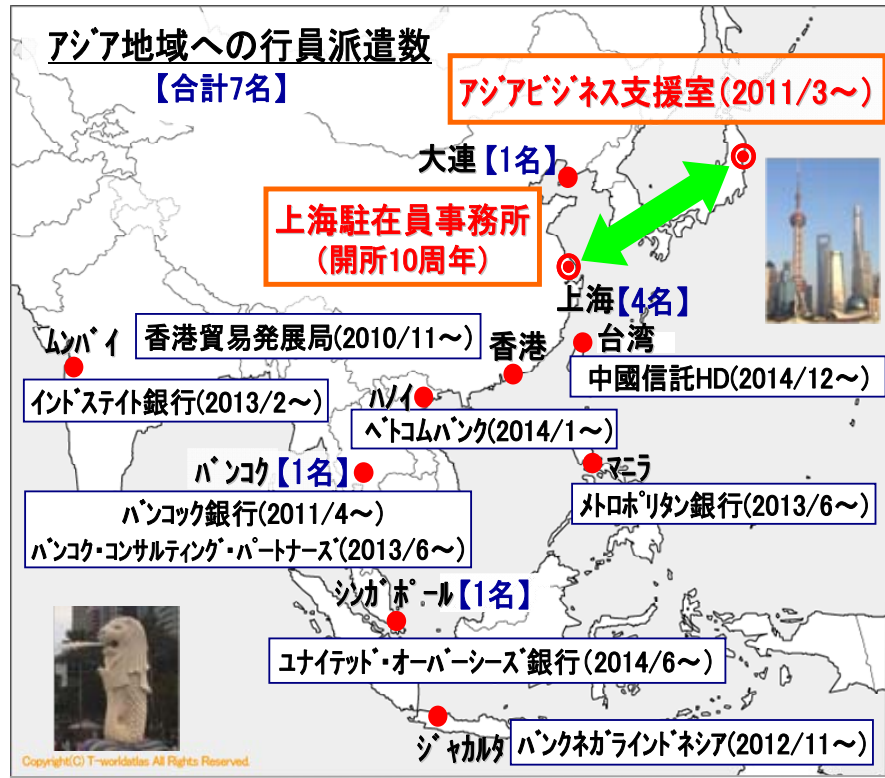 アジア地域への行員派遣数
【合計7名】
アジアビジネス支援室(2011/3～)
大連【1名】
上海駐在員事務所
(開所10周年)
上海【4名】
ムンバイ
香港貿易発展局(2010/11～)
香港
台湾
中國信託HD(2014/12～)
インドステイト銀行(2013/2～)
ハノイ
ベトコムバンク(2014/1～)
バンコク【1名】
マニラ
メトロポリタン銀行(2013/6～)
バンコック銀行(2011/4～)
バンコク・コンサルティング・パートナーズ(2013/6～)
シンガポール【1名】
ユナイテッド・オーバーシーズ銀行(2014/6～)
ジャカルタ
バンクネガラインドネシア(2012/11～)
Copyright(C) T-worldatlas All Rights Reserved.